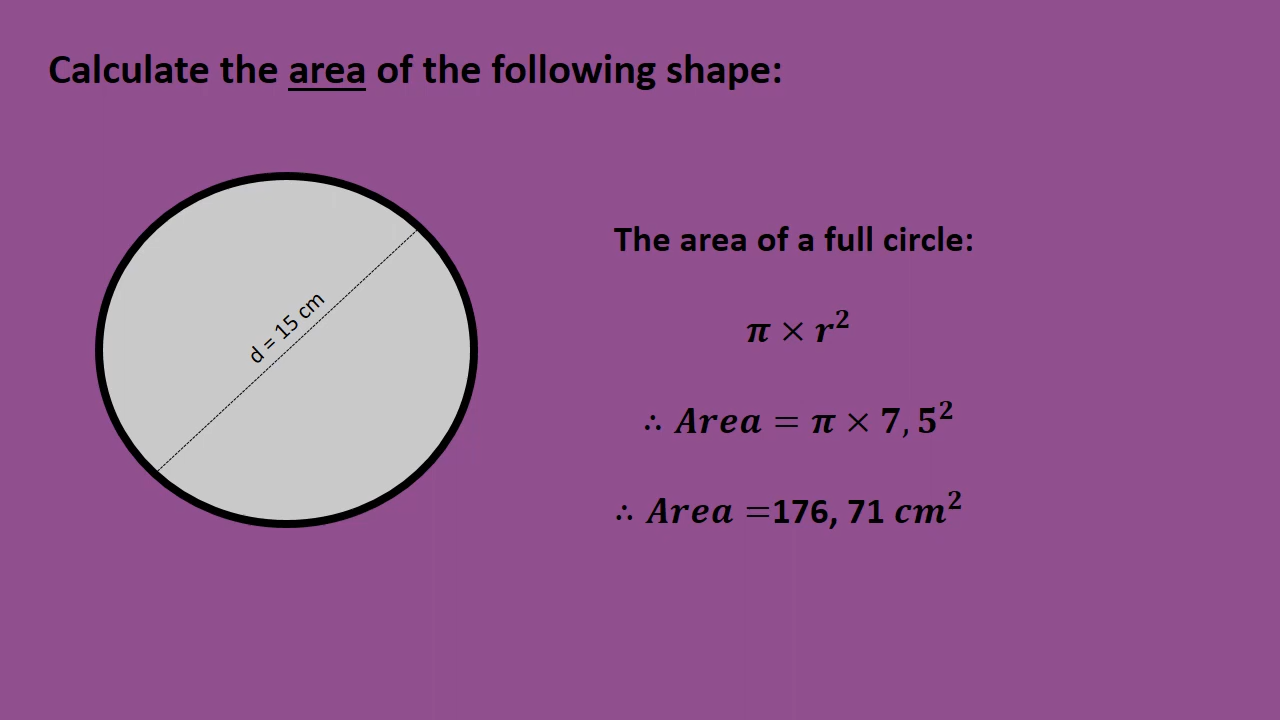 Calculate the area of the following shape:
d = 15 cm
The area of a full circle:
π × r²
∴ Area = π × 7,5²
∴ Area =176, 71 cm²